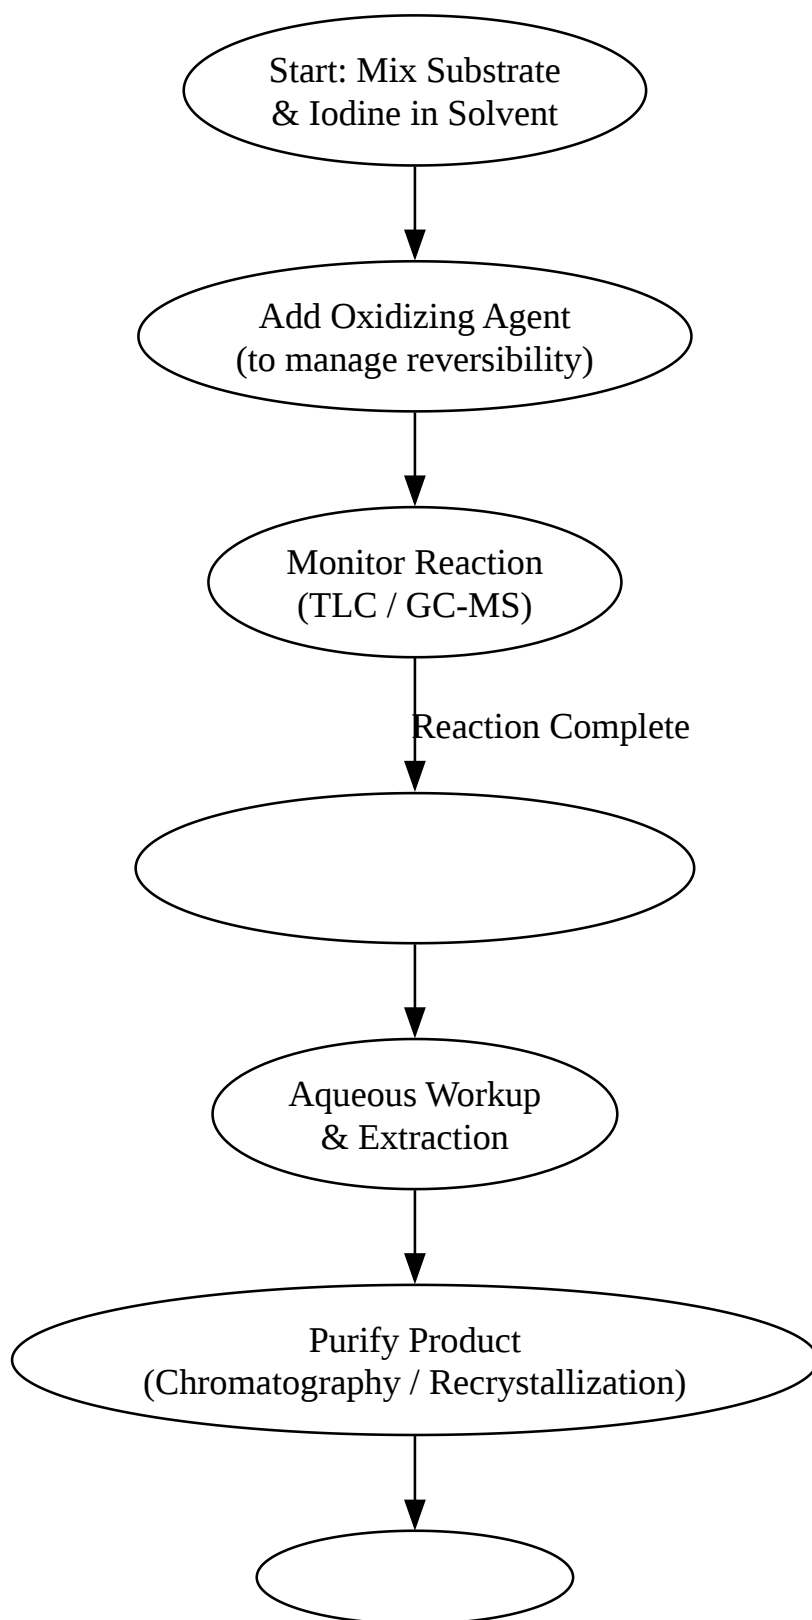 Start: Mix Substrate
& Iodine in Solvent
Add Oxidizing Agent
(to manage reversibility)
Monitor Reaction
(TLC / GC-MS)
Reaction Complete
Aqueous Workup
& Extraction
Purify Product
(Chromatography / Recrystallization)